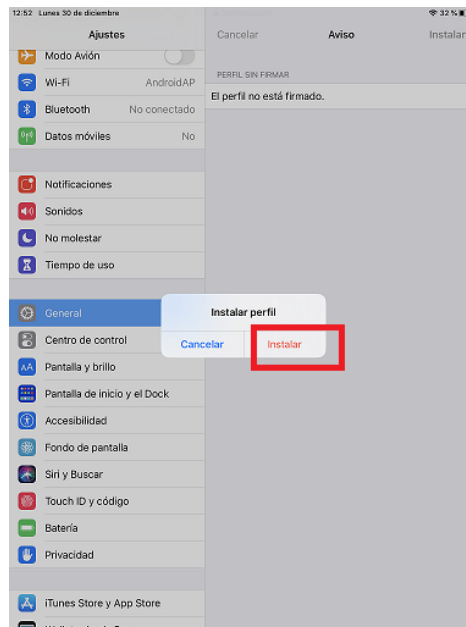 12:52 Lunes 30 de diciembre 32 %
Ajustes
Cancelar Aviso Instalar
Modo Avión
Wi-Fi AndroidAP
Bluetooth No conectado
Datos móviles No
Notificaciones
Sonidos
No molestar
Tiempo de uso
General
Centro de control
Pantalla y brillo
Pantalla de inicio y el Dock
Accesibilidad
Fondo de pantalla
Siri y Buscar
Touch ID y código
Batería
Privacidad
iTunes Store y App Store
PERFIL SIN FIRMAR
El perfil no está firmado.
Instalar perfil
Cancelar Instalar